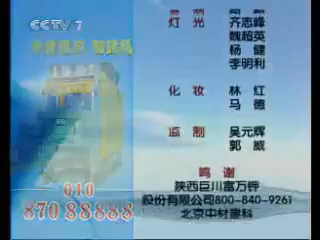 CCTV 7
灯 光 齐志峰
魏超英
杨 健
李明利
化 妆 林 红
马 德
监 制 吴元辉
郭 威
鸣 谢
陕西巨川富万钾
股份有限公司800-840-9261
北京中材建科
010
87088888